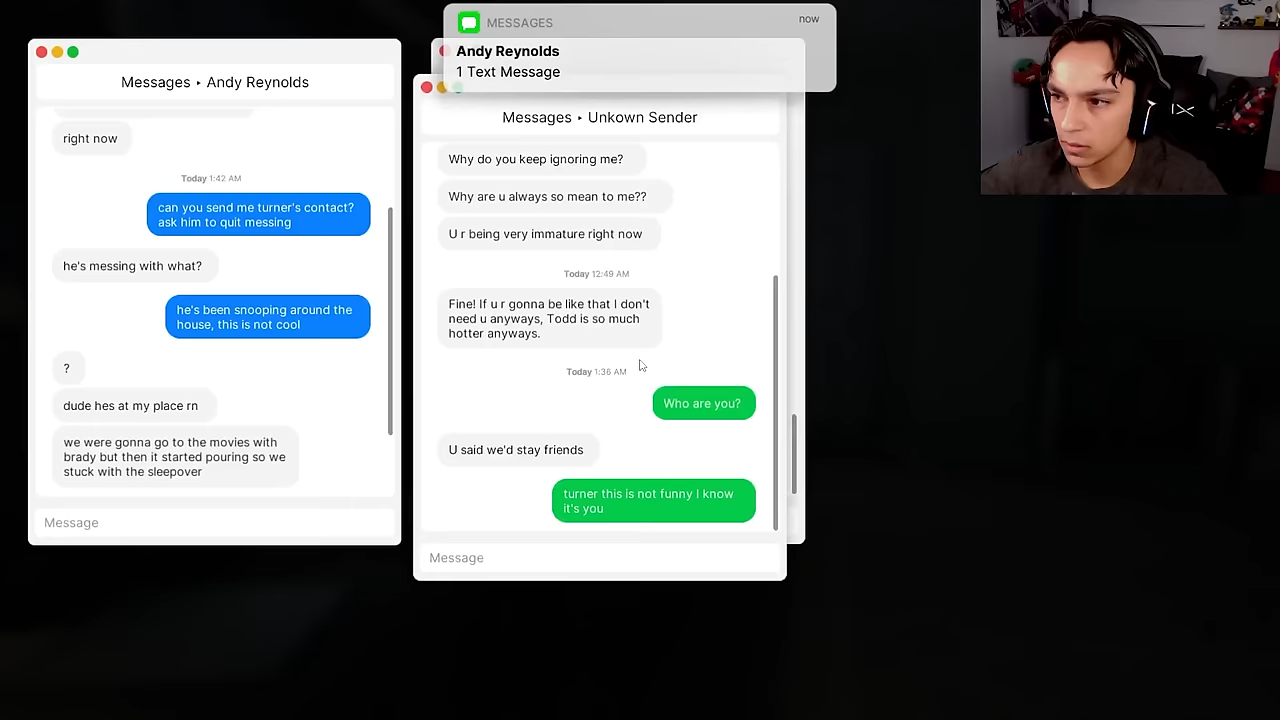 MESSAGES
now
Andy Reynolds
1 Text Message
Messages ‣ Andy Reynolds
right now
Today 1:42 AM
can you send me turner's contact?
ask him to quit messing
he's messing with what?
he's been snooping around the
house, this is not cool
?
dude hes at my place rn
we were gonna go to the movies with
brady but then it started pouring so we
stuck with the sleepover
Message
Messages ‣ Unkown Sender
Why do you keep ignoring me?
Why are u always so mean to me??
U r being very immature right now
Today 12:49 AM
Fine! If u r gonna be like that I don't
need u anyways, Todd is so much
hotter anyways.
Today 1:36 AM
Who are you?
U said we'd stay friends
turner this is not funny I know
it's you
Message